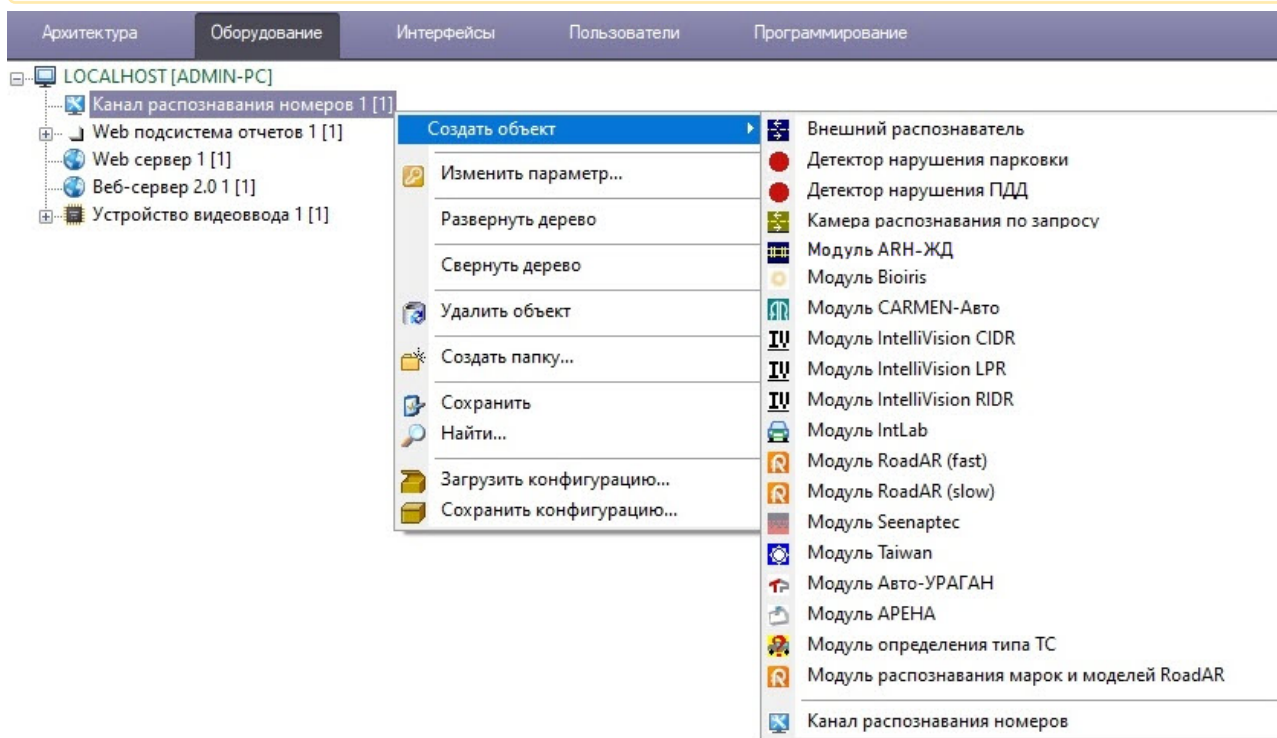 Архитектура Оборудование Интерфейсы Пользователи Программирование
LOCALHOST [ADMIN-PC]
Канал распознавания номеров 1 [1]
Web подсистема отчетов 1 [1]
Web сервер 1 [1]
Веб-сервер 2.0 1 [1]
Устройство видеоввода 1 [1]
Создать объект
Изменить параметр...
Развернуть дерево
Свернуть дерево
Удалить объект
Создать папку...
Сохранить
Найти...
Загрузить конфигурацию...
Сохранить конфигурацию...
Внешний распознаватель
Детектор нарушения парковки
Детектор нарушения ПДД
Камера распознавания по запросу
Модуль ARH-ЖД
Модуль Bioiris
Модуль CARMEN-Авто
Модуль IntelliVision CIDR
Модуль IntelliVision LPR
Модуль IntelliVision RIDR
Модуль IntLab
Модуль RoadAR (fast)
Модуль RoadAR (slow)
Модуль Seenaptec
Модуль Taiwan
Модуль Авто-УРАГАН
Модуль АРЕНА
Модуль определения типа ТС
Модуль распознавания марок и моделей RoadAR
Канал распознавания номеров